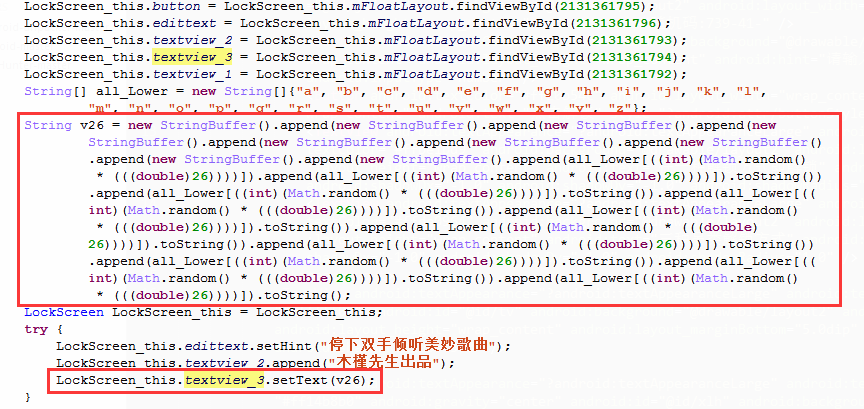 LockScreen_this.button = LockScreen_this.mFloatLayout.findViewById(2131361795);
LockScreen_this.edittext = LockScreen_this.mFloatLayout.findViewById(2131361796);
LockScreen_this.textview_2 = LockScreen_this.mFloatLayout.findViewById(2131361793);
LockScreen_this.textview_3 = LockScreen_this.mFloatLayout.findViewById(2131361794);
LockScreen_this.textview_1 = LockScreen_this.mFloatLayout.findViewById(2131361792);
String[] all_Lower = new String[]{"a", "b", "c", "d", "e", "f", "g", "h", "i", "j", "k", "l",
"m", "n", "o", "p", "q", "r", "s", "t", "u", "v", "w", "x", "y", "z"};
String v26 = new StringBuffer().append(new StringBuffer().append(new StringBuffer().append(new
StringBuffer().append(new StringBuffer().append(new StringBuffer().append(new StringBuffer()
.append(new StringBuffer().append(new StringBuffer().append(all_Lower[((int)(Math.random()
* (((double)26))))]).append(all_Lower[((int)(Math.random() * (((double)26))))]).toString())
.append(all_Lower[((int)(Math.random() * (((double)26))))]).toString()).append(all_Lower[((
int)(Math.random() * (((double)26))))]).toString()).append(all_Lower[((int)(Math.random()
* (((double)26))))]).toString()).append(all_Lower[((int)(Math.random() * (((double)
26))))]).toString()).append(all_Lower[((int)(Math.random() * (((double)26))))]).toString())
.append(all_Lower[((int)(Math.random() * (((double)26))))]).toString()).append(all_Lower[((
int)(Math.random() * (((double)26))))]).toString()).append(all_Lower[((int)(Math.random()
* (((double)26))))]).toString();
LockScreen LockScreen_this = LockScreen_this;
try {
LockScreen_this.edittext.setHint("停下双手倾听美妙歌曲");
LockScreen_this.textview_2.append("木槿先生出品");
LockScreen_this.textview_3.setText(v26);
}